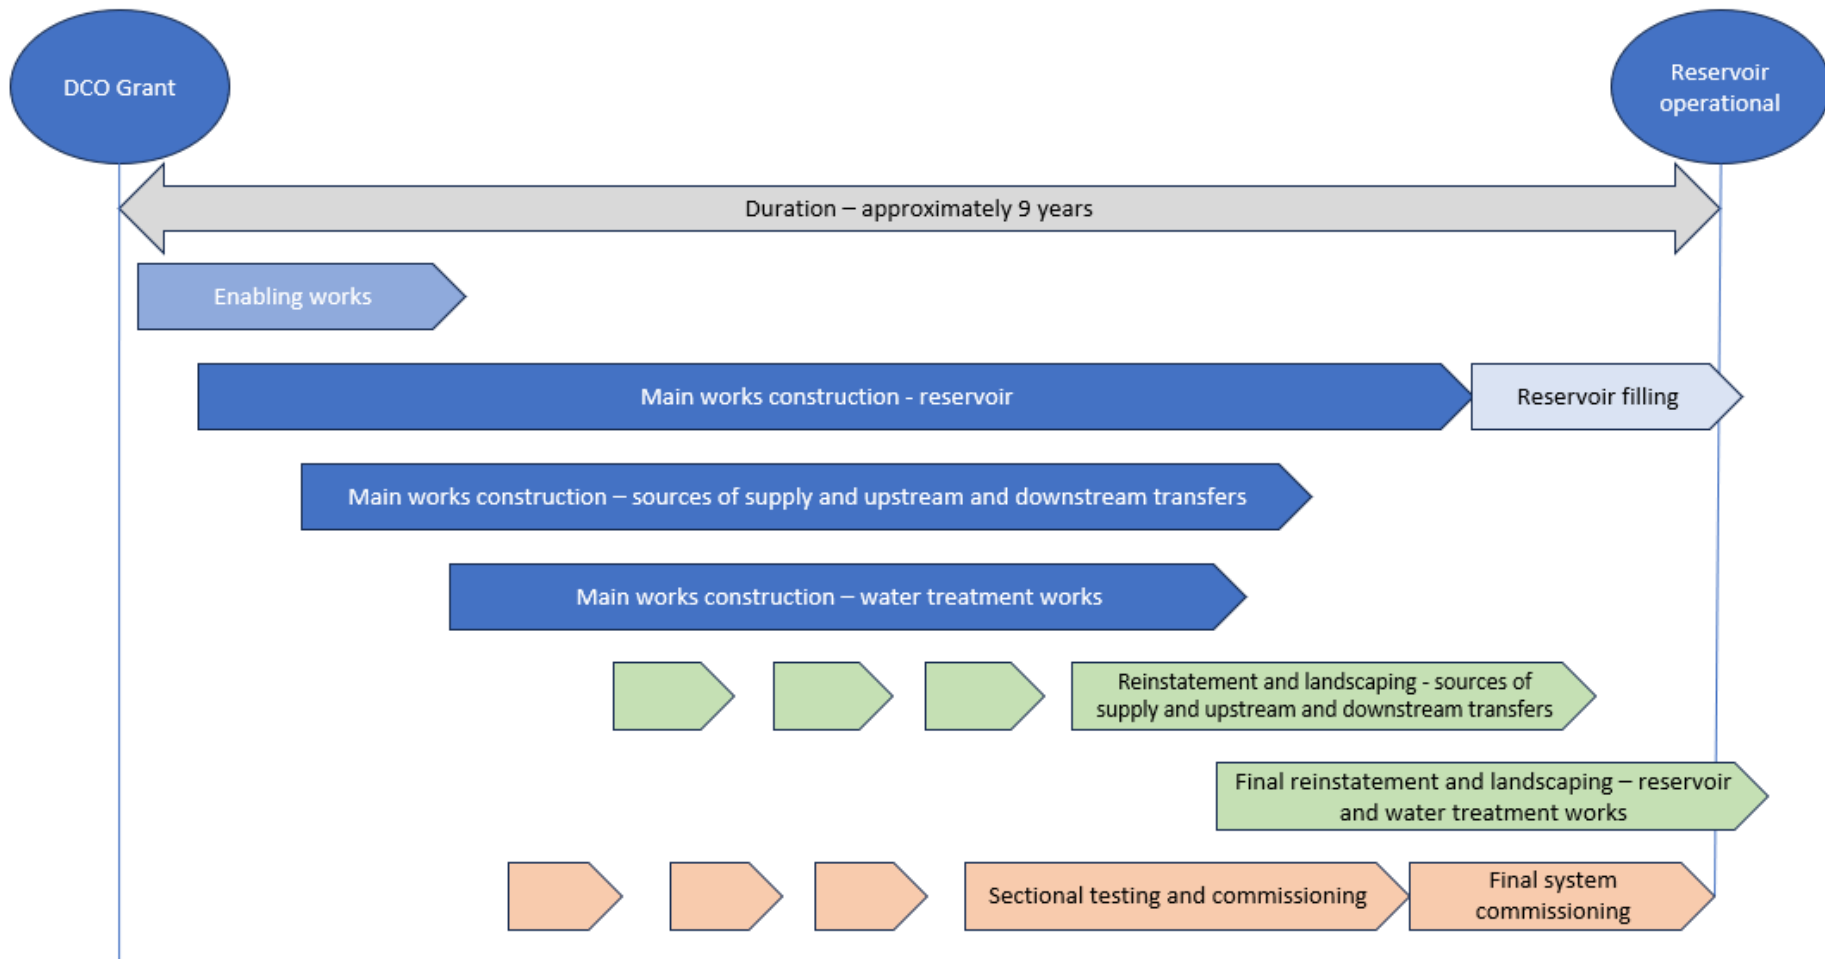 DCO Grant
Reservoir
operational
Duration – approximately 9 years
Enabling works
Main works construction - reservoir
Reservoir filling
Main works construction – sources of supply and upstream and downstream transfers
Main works construction – water treatment works
Reinstatement and landscaping - sources of
supply and upstream and downstream transfers
Final reinstatement and landscaping – reservoir
and water treatment works
Sectional testing and commissioning
Final system
commissioning